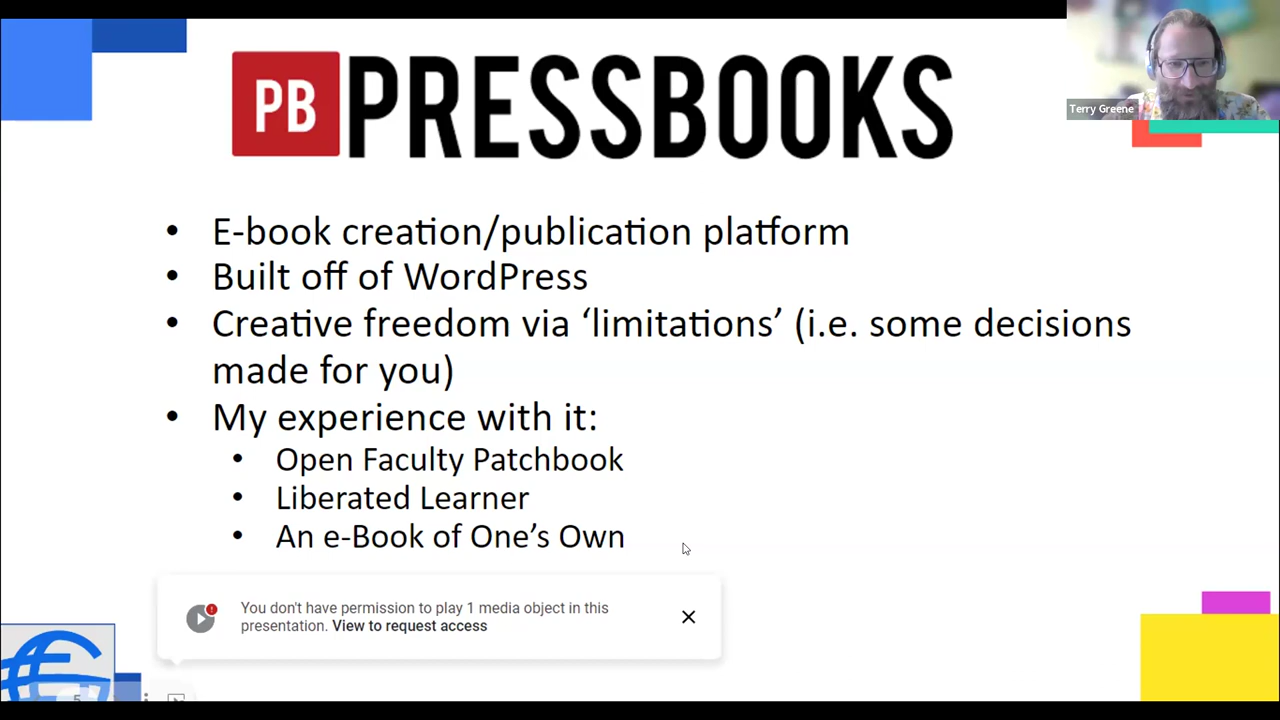 PB PRESSBOOKS
Terry Greene
• E-book creation/publication platform
• Built off of WordPress
• Creative freedom via ‘limitations’ (i.e. some decisions
made for you)
• My experience with it:
• Open Faculty Patchbook
• Liberated Learner
• An e-Book of One’s Own
You don't have permission to play 1 media object in this
presentation. View to request access
5